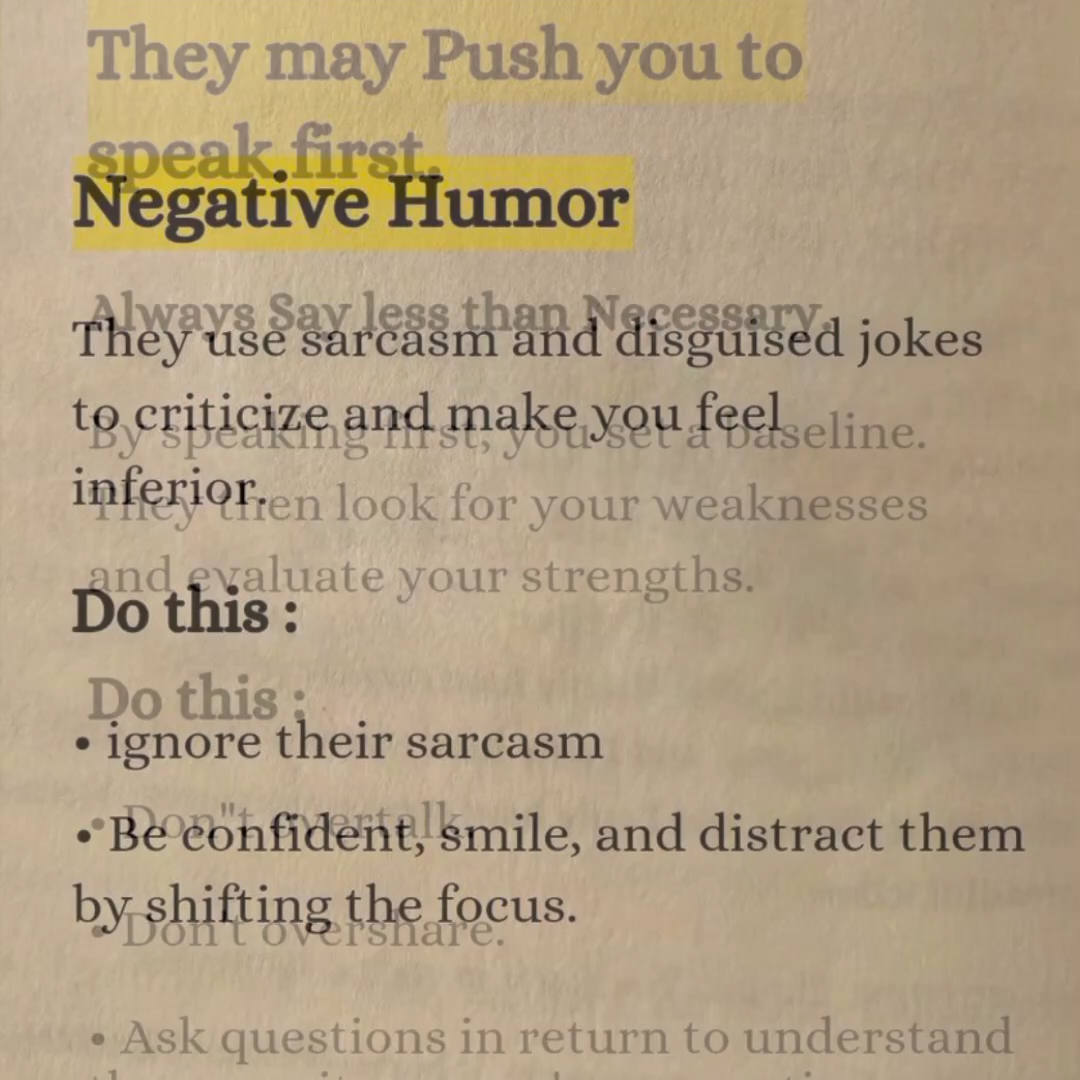 They may Push you to
speak first.
Negative Humor
Always Say less than Necessary.
They use sarcasm and disguised jokes
to criticize and make you feel
By speaking first, you set a baseline.
inferior.
They then look for your weaknesses
and evaluate your strengths.
Do this :
Do this :
• ignore their sarcasm
• Don"t overtalk.
• Be confident, smile, and distract them
by shifting the focus.
• Don't overshare.
• Ask questions in return to understand